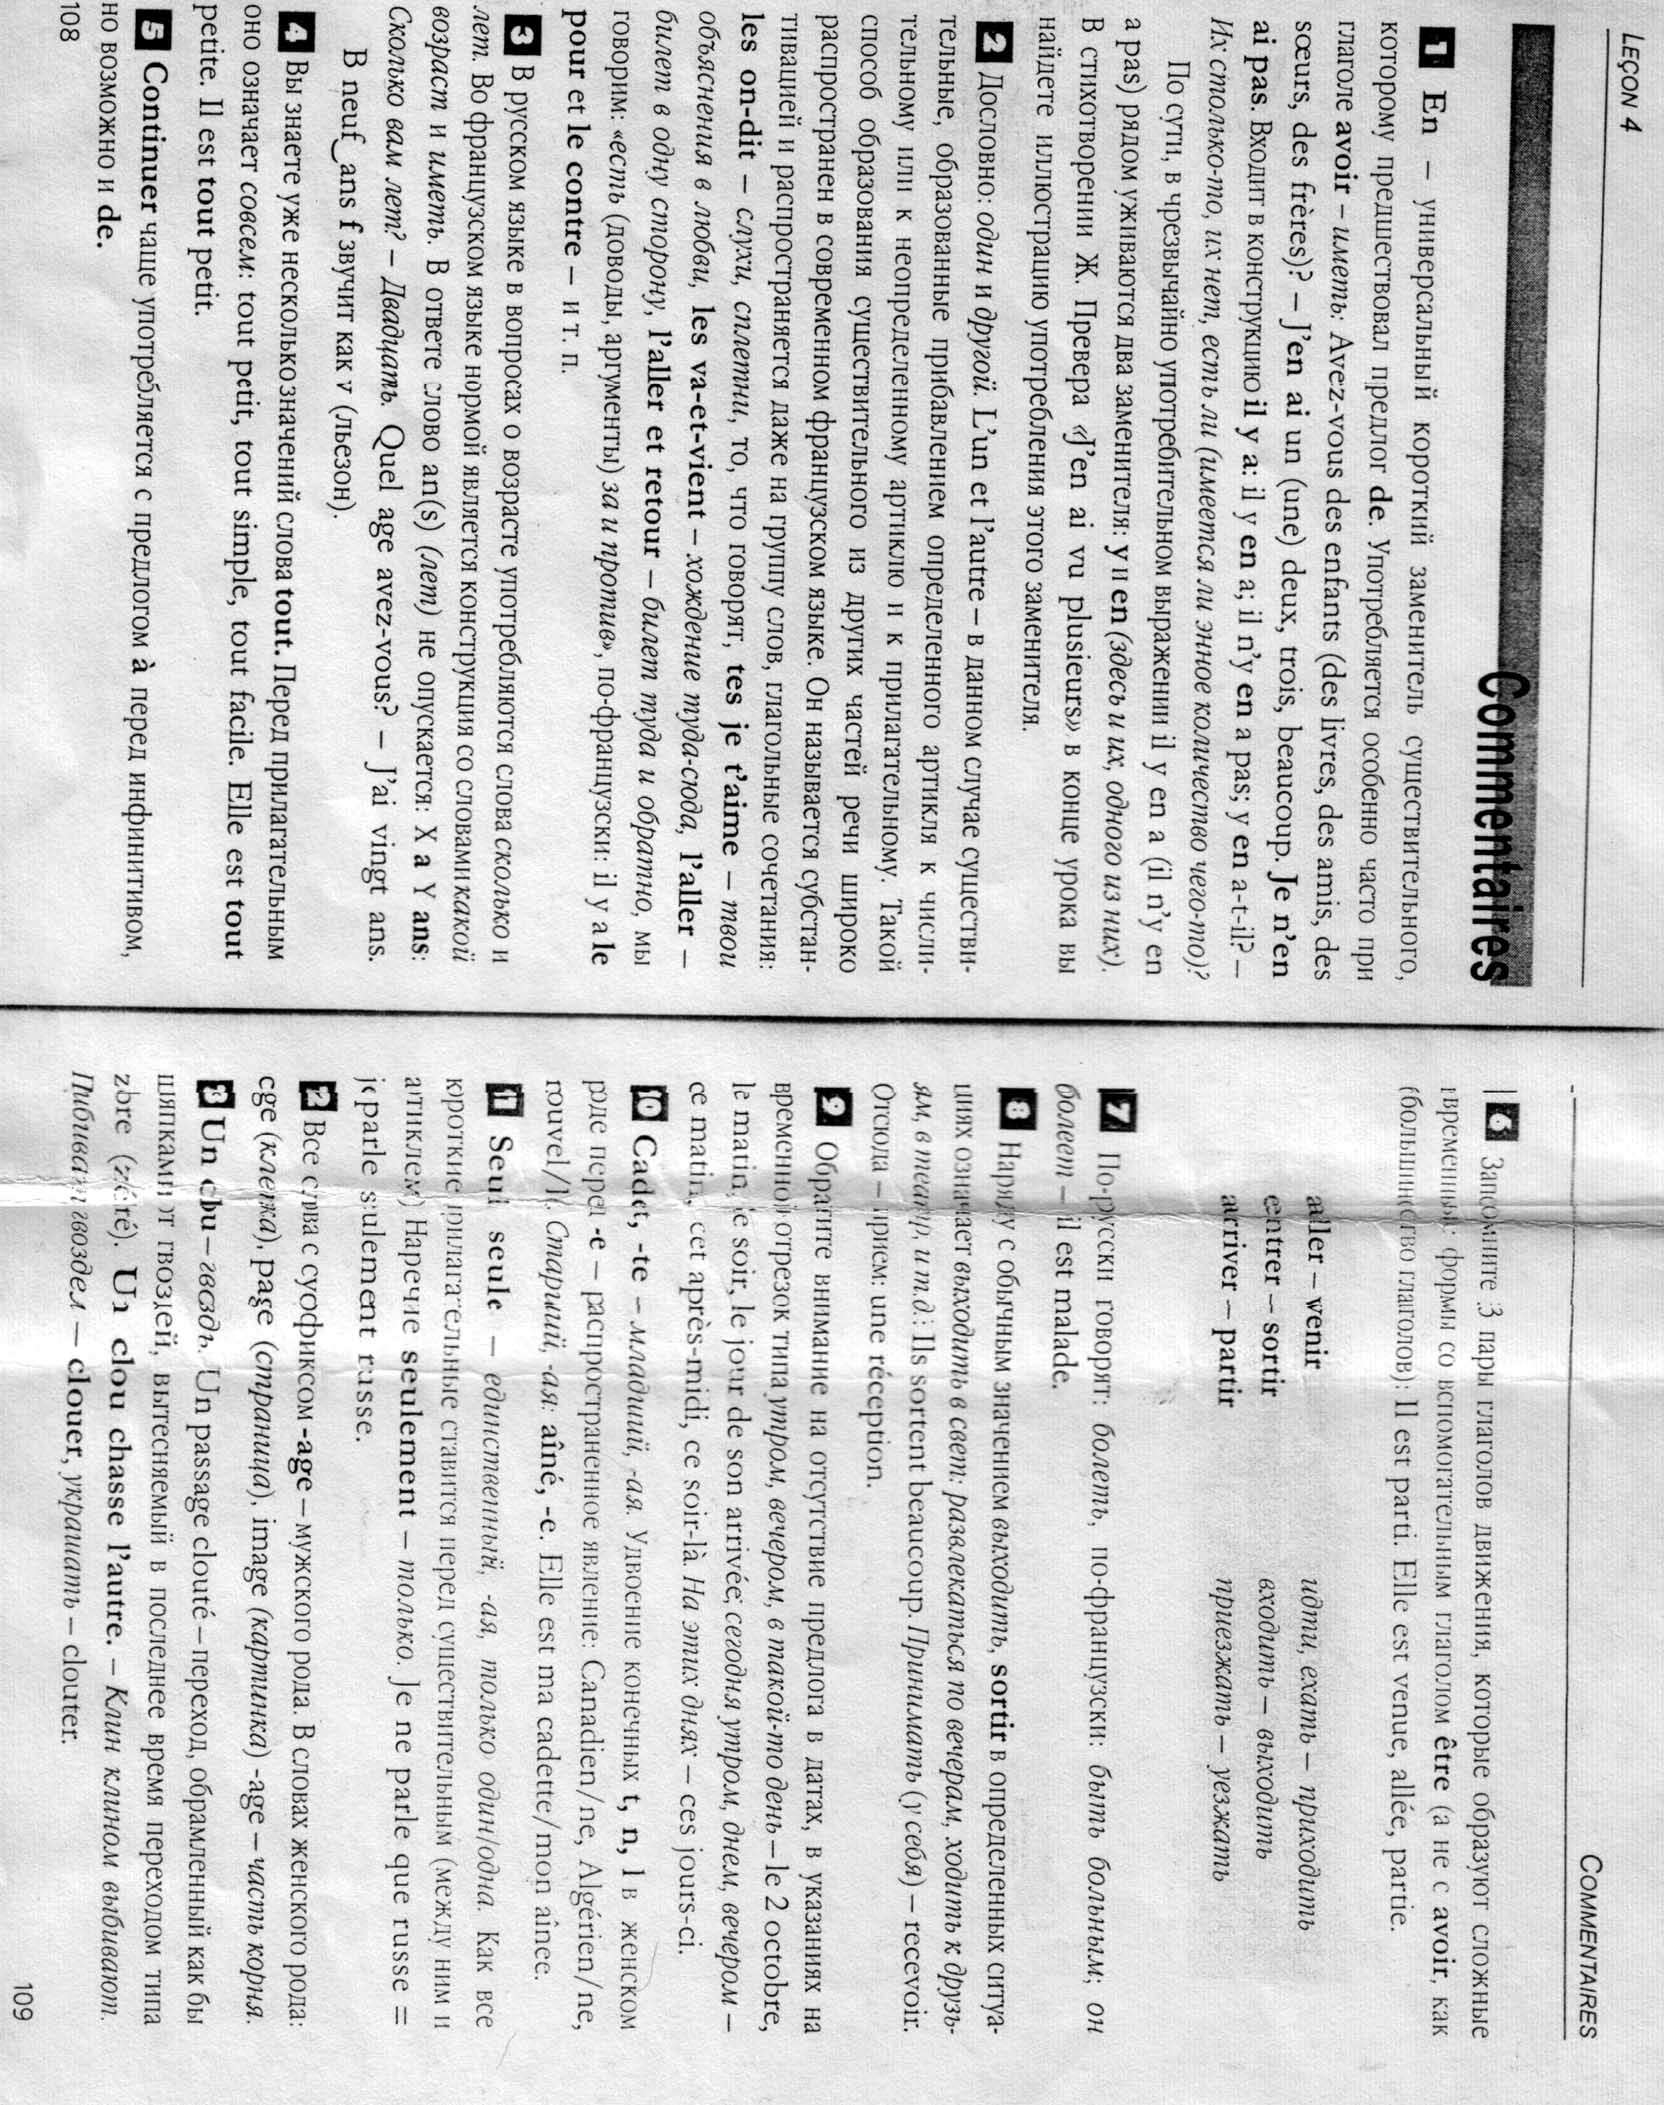 LEÇON 4
Commentaires
1 En – универсальный короткий заменитель существительного,
которому предшествовал предлог de. Употребляется особенно часто при
глаголе avoir – иметь: Avez-vous des enfants (des livres, des amis, des
sœurs, des frères)? – J'en ai un (une) deux, trois, beaucoup. Je n'en
ai pas. Входит в конструкцию il y a: il y en a; il n'y en a pas; y en a-t-il? –
Их столько-то, их нет, есть ли (имеется ли энное количество чего-то)?
По сути, в чрезвычайно употребительном выражении il y en a (il n'y en
a pas) рядом уживаются два заменителя: y и en (здесь и их, одного из них).
В стихотворении Ж. Превера «J'en ai vu plusieurs» в конце урока вы
найдете иллюстрацию употребления этого заменителя.
2 Дословно: один и другой. L'un et l'autre – в данном случае существи-
тельные, образованные прибавлением определенного артикля к числи-
тельному или к неопределенному артиклю и к прилагательному. Такой
способ образования существительного из других частей речи широко
распространен в современном французском языке. Он называется субстан-
тивацией и распространяется даже на группу слов, глагольные сочетания:
les on-dit – слухи, сплетни, то, что говорят, tes je t'aime – твои
объяснения в любви, les va-et-vient – хождение туда-сюда, l'aller –
билет в одну сторону, l'aller et retour – билет туда и обратно, мы
говорим: «есть (доводы, аргументы) за и против», по-французски: il y a le
pour et le contre – и т. п.
3 В русском языке в вопросах о возрасте употребляются слова сколько и
лет. Во французском языке нормой является конструкция со словами какой
возраст и иметь. В ответе слово an(s) (лет) не опускается: X a Y ans:
Сколько вам лет? – Двадцать. Quel age avez-vous? – J'ai vingt ans.
В neuf‿ans f звучит как v (льезон).
4 Вы знаете уже несколько значений слова tout. Перед прилагательным
оно означает совсем: tout petit, tout simple, tout facile. Elle est tout
petite. Il est tout petit.
5 Continuer чаще употребляется с предлогом à перед инфинитивом,
но возможно и de.
108
COMMENTAIRES
6 Запомните 3 пары глаголов движения, которые образуют сложные
временные формы со вспомогательным глаголом être (а не с avoir, как
(большинство глаголов): Il est parti. Elle est venue, allée, partie.
aller – wenir идти, ехать – приходить
entrer – sortir входить – выходить
arriver – partir приезжать – уезжать
7 По-русски говорят: болеть, по-французски: быть больным; он
болеет – il est malade.
8 Наряду с обычным значением выходить, sortir в определенных ситуа-
циях означает выходить в свет: развлекаться по вечерам, ходить к друзь-
ям, в театр, и т.д.: Ils sortent beaucoup. Принимать (у себя) – recevoir.
Отсюда – прием: une réception.
9 Обратите внимание на отсутствие предлога в датах, в указаниях на
временной отрезок типа утром, вечером, в такой-то день – le 2 octobre,
le matin, le soir, le jour de son arrivée; сегодня утром, днем, вечером –
ce matin, cet après-midi, ce soir-là. На этих днях – ces jours-ci.
10 Cadet, -te – младший, -ая. Удвоение конечных t, n, l в женском
роде перед -e – распространенное явление: Canadien/ne, Algérien/ne,
nouvel/l. Старший, -ая: aîné, -e. Elle est ma cadette/mon aînee.
11 Seul seule – единственный, -ая, только один/одна. Как все
короткие прилагательные ставится перед существительным (между ним и
артиклем) Наречие seulement – только. Je ne parle que russe =
je parle seulement russe.
2 Все слова с суффиксом -age – мужского рода. В словах женского рода:
cge (клетка), page (страница), image (картинка) -age – часть корня.
3 Un clou – гвоздь. Un passage clouté – переход, обрамленный как бы
шляпками от гвоздей, вытесняемый в последнее время переходом типа
zèbre (zéré). Un clou chasse l'autre. – Клин клином выбивают.
Пибиват гвоздел – clouer, украшать – clouter.
109